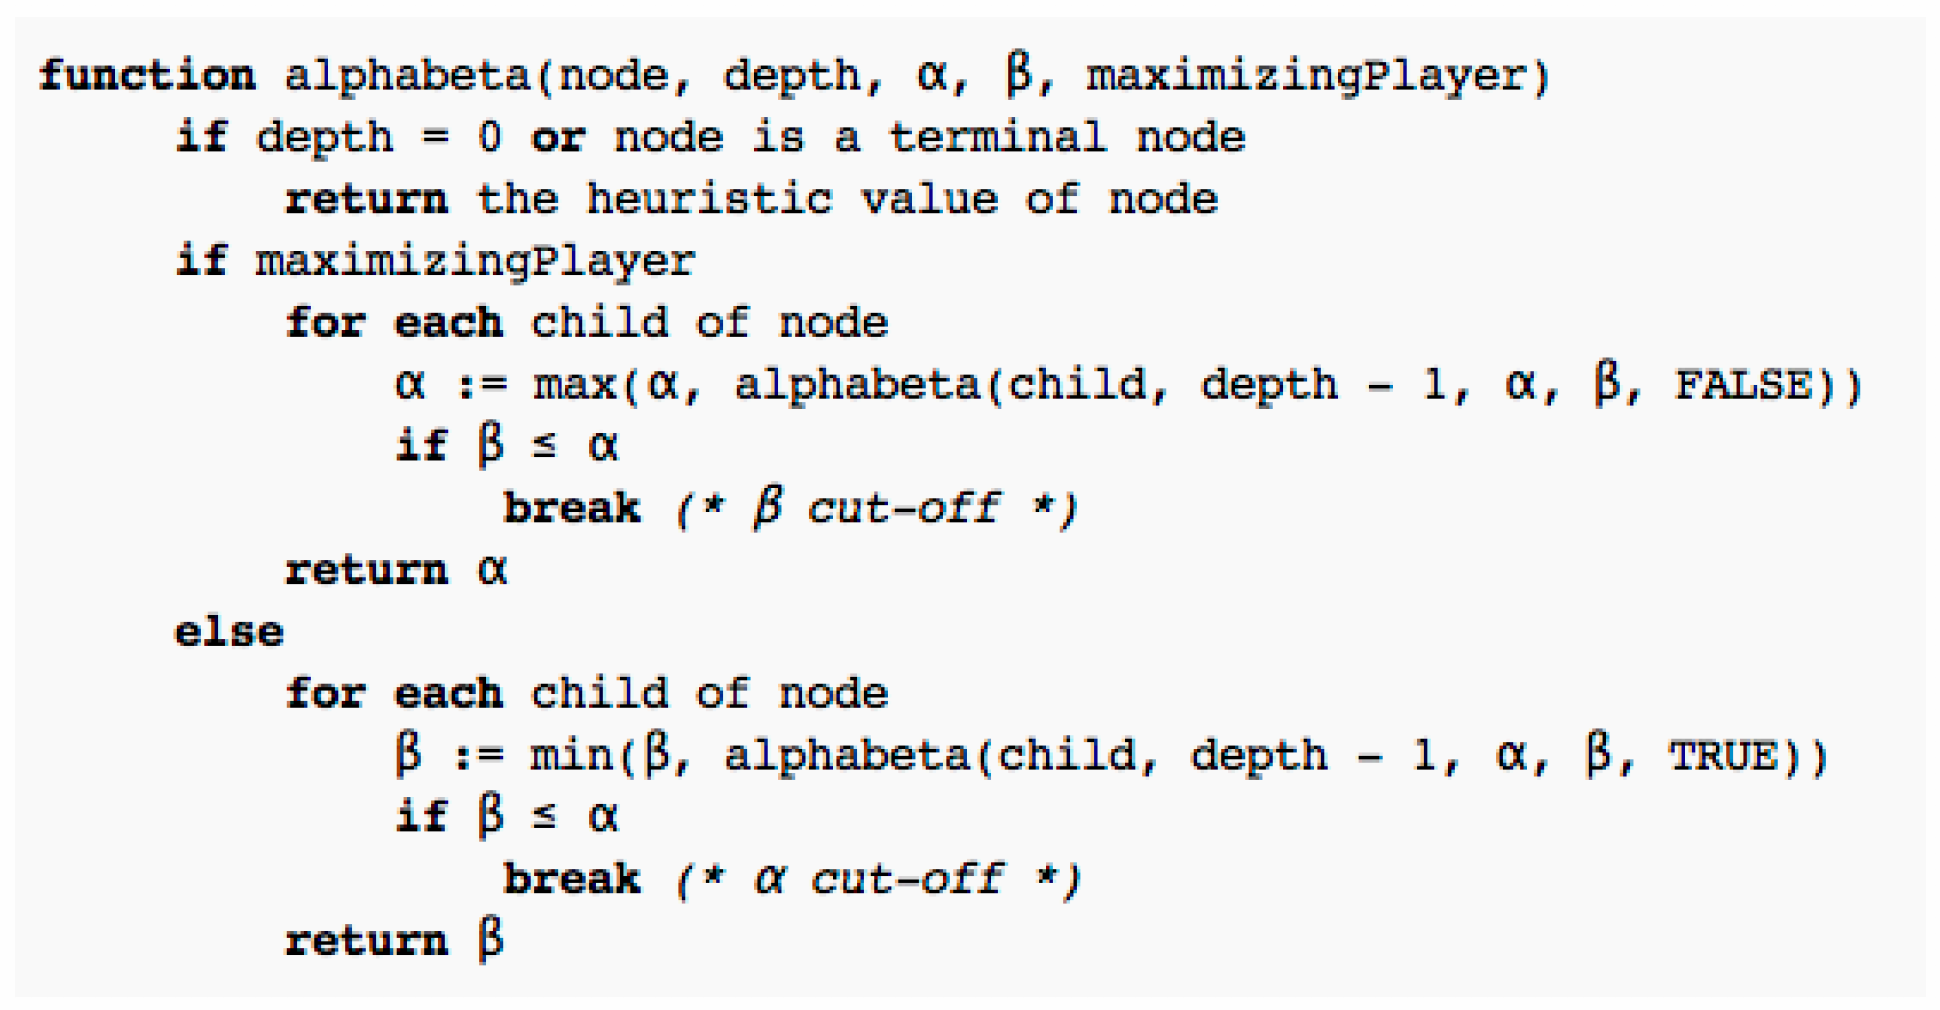 function alphabeta(node, depth, α, β, maximizingPlayer)
if depth = 0 or node is a terminal node
return the heuristic value of node
if maximizingPlayer
for each child of node
α := max(α, alphabeta(child, depth - 1, α, β, FALSE))
if β ≤ α
break (* β cut-off *)
return α
else
for each child of node
β := min(β, alphabeta(child, depth - 1, α, β, TRUE))
if β ≤ α
break (* α cut-off *)
return β